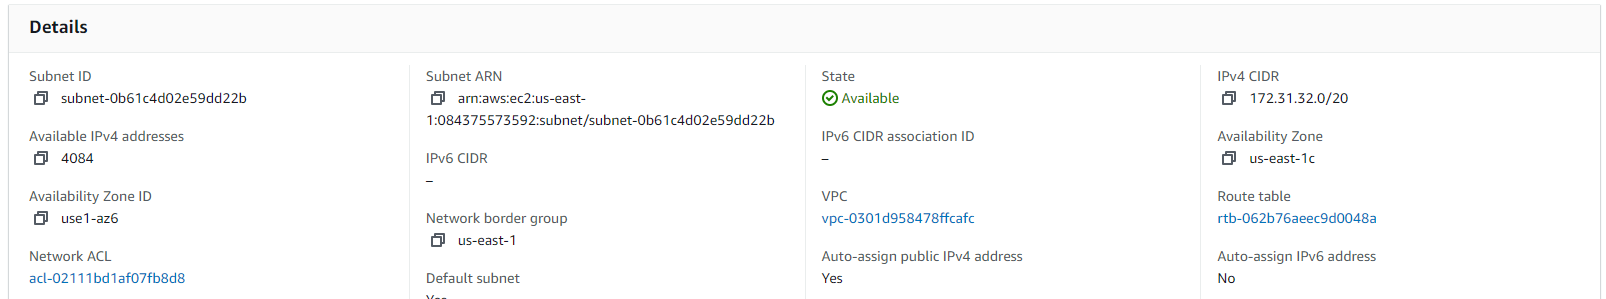 Details
Subnet ID
subnet-0b61c4d02e59dd22b
Available IPv4 addresses
4084
Availability Zone ID
use1-az6
Network ACL
acl-02111bd1af07fb8d8
Subnet ARN
arn:aws:ec2:us-east-
1:084375573592:subnet/subnet-0b61c4d02e59dd22b
IPv6 CIDR
–
Network border group
us-east-1
Default subnet
Yes
State
Available
IPv6 CIDR association ID
–
VPC
vpc-0301d958478ffcafc
Auto-assign public IPv4 address
Yes
IPv4 CIDR
172.31.32.0/20
Availability Zone
us-east-1c
Route table
rtb-062b76aeec9d0048a
Auto-assign IPv6 address
No